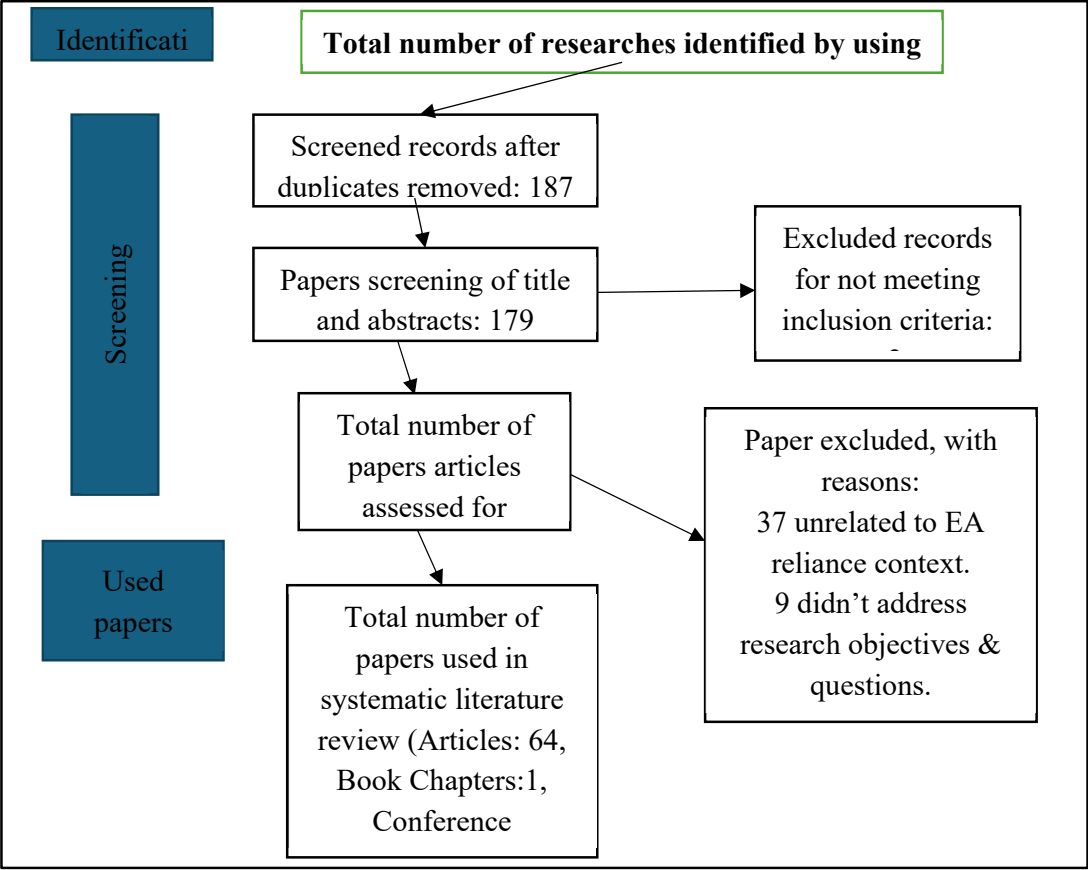 Identificati
Total number of researches identified by using
Screened records after
duplicates removed: 187
Screening
Papers screening of title
and abstracts: 179
Excluded records
for not meeting
inclusion criteria:
Total number of
papers articles
assessed for
Paper excluded, with
reasons:
37 unrelated to EA
reliance context.
9 didn’t address
research objectives &
questions.
Used
papers
Total number of
papers used in
systematic literature
review (Articles: 64,
Book Chapters:1,
Conference